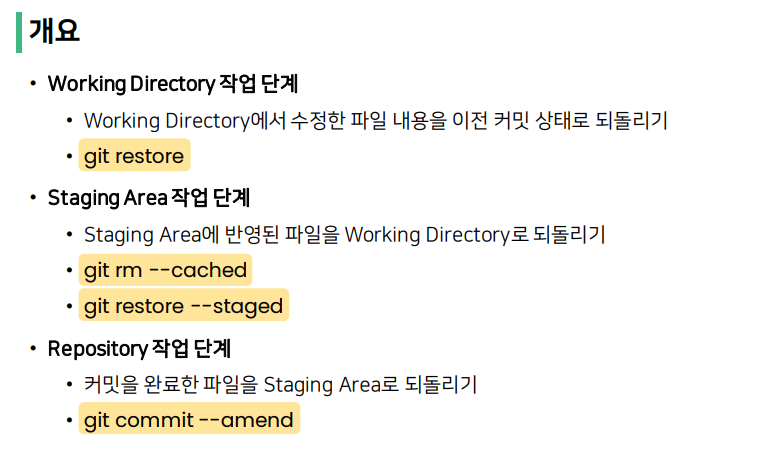 개요
• Working Directory 작업 단계
• Working Directory에서 수정한 파일 내용을 이전 커밋 상태로 되돌리기
• git restore
• Staging Area 작업 단계
• Staging Area에 반영된 파일을 Working Directory로 되돌리기
• git rm --cached
• git restore --staged
• Repository 작업 단계
• 커밋을 완료한 파일을 Staging Area로 되돌리기
• git commit --amend